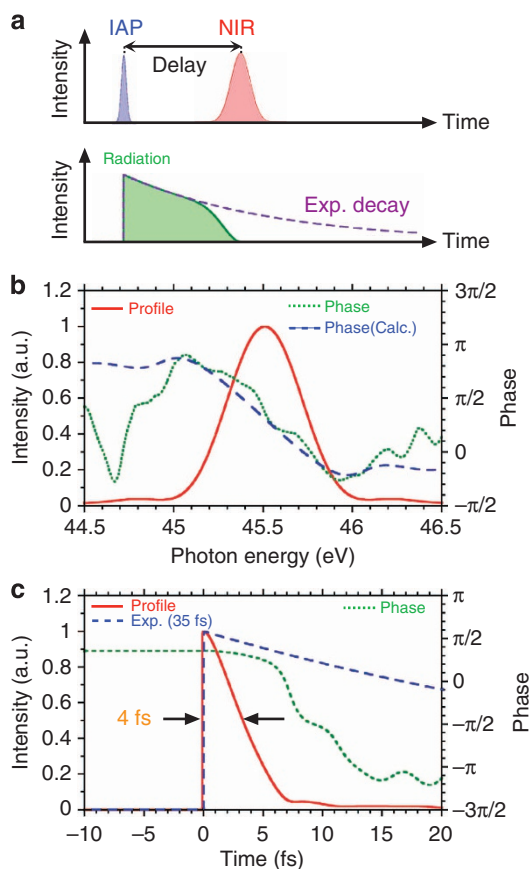 a
IAP
NIR
Delay
Intensity
Time
Radiation
Exp. decay
Intensity
Time
b
1.2
1
0.8
0.6
0.4
0.2
0
Intensity (a.u.)
Profile
Phase
Phase(Calc.)
3π/2
π
π/2
0
−π/2
Phase
44.5 45 45.5 46 46.5
Photon energy (eV)
c
1.2
1
0.8
0.6
0.4
0.2
0
Intensity (a.u.)
Profile
Exp. (35 fs)
Phase
4 fs
π
π/2
0
−π/2
−π
−3π/2
Phase
−10 −5 0 5 10 15 20
Time (fs)